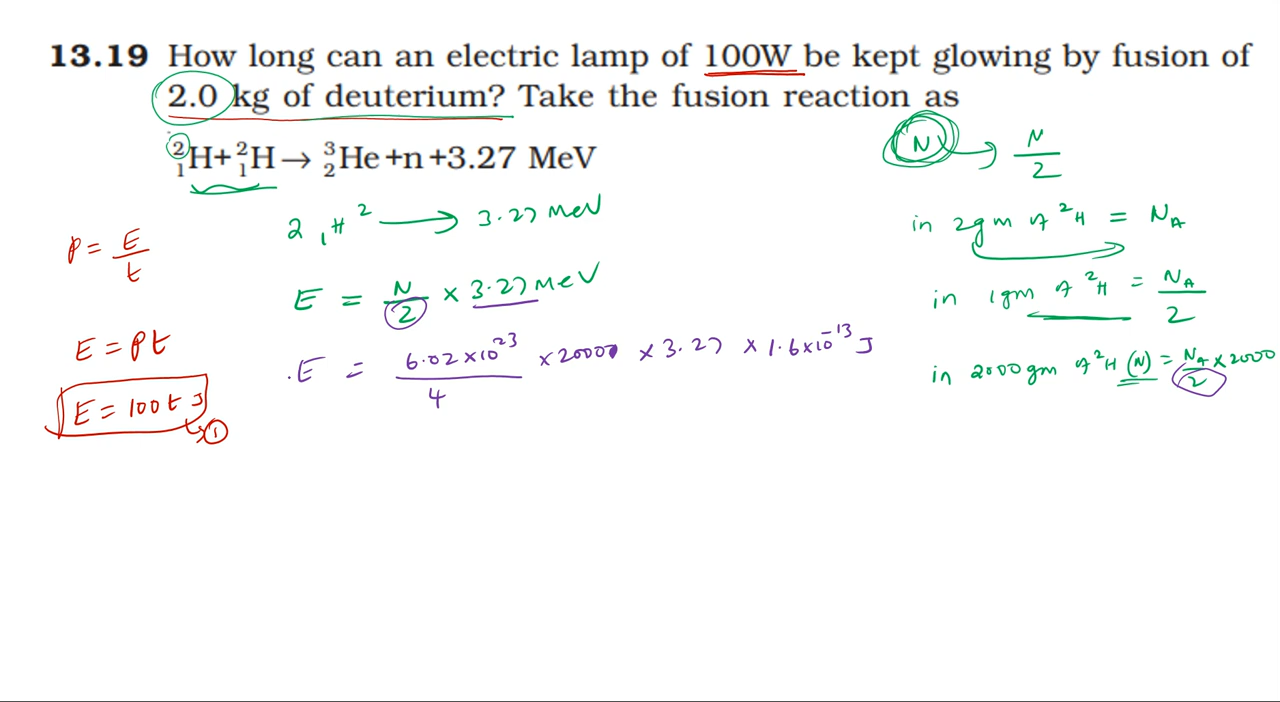 13.19 How long can an electric lamp of 100W be kept glowing by fusion of
2.0 kg of deuterium? Take the fusion reaction as
²₁H+²₁H→³₂He+n+3.27 MeV
N → N/2
2 ₁H² → 3.27 MeV
in 2gm of ²H = N_A
P = E/t
E = N/2 × 3.27 MeV
in 1gm of ²H = N_A/2
E = Pt
.E = 6.02×10²³/4 × 20000 × 3.27 × 1.6×10⁻¹³ J
in 2000gm of ²H (N) = N_A/2 × 2000
E = 100t J
①